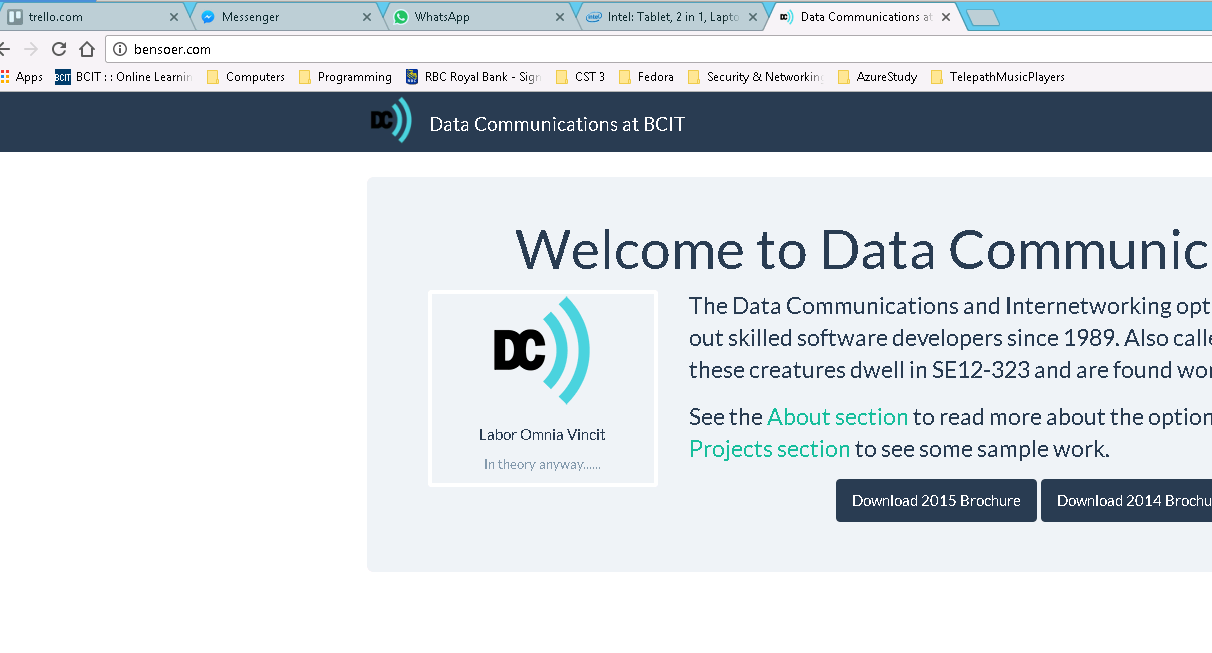 trello.com
Messenger
WhatsApp
Intel: Tablet, 2 in 1, Lapto
Data Communications at
bensoer.com
Apps
BCIT : : Online Learnin
Computers
Programming
RBC Royal Bank - Sign
CST 3
Fedora
Security & Networking
AzureStudy
TelepathMusicPlayers
DC Data Communications at BCIT
Welcome to Data Communic
The Data Communications and Internetworking opt
out skilled software developers since 1989. Also calle
these creatures dwell in SE12-323 and are found wor
DC
Labor Omnia Vincit
In theory anyway......
See the About section to read more about the option
Projects section to see some sample work.
Download 2015 Brochure
Download 2014 Brochu